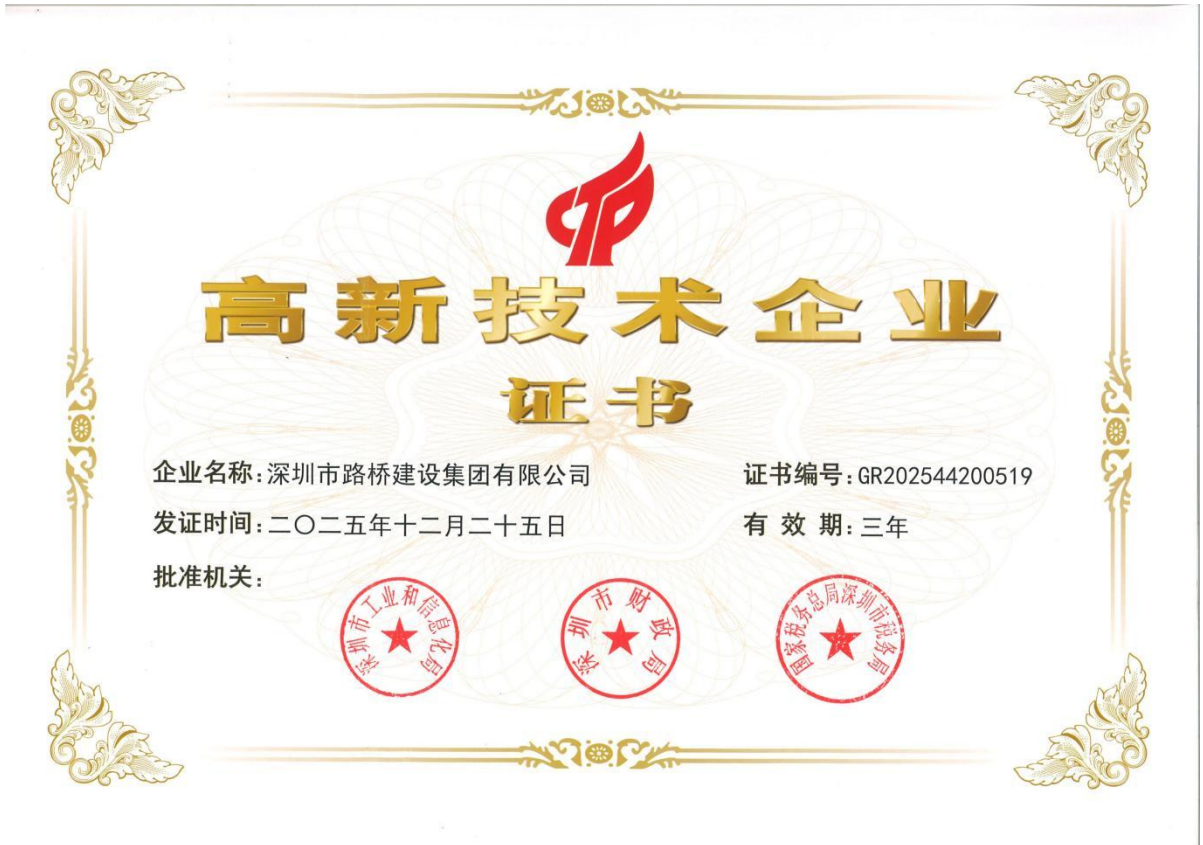 高新技术企业
证书
企业名称:深圳市路桥建设集团有限公司
证书编号:GR202544200519
发证时间:二〇二五年十二月二十五日
有效期:三年
批准机关:
深圳市工业和信息化局
深圳市财政局
国家税务总局深圳市税务局